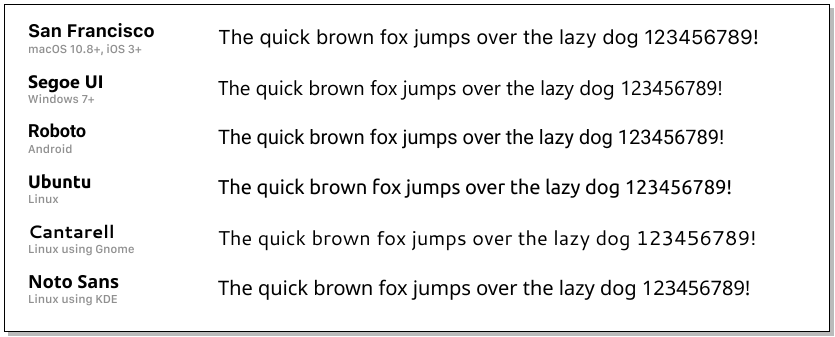 San Francisco
macOS 10.8+, iOS 3+
The quick brown fox jumps over the lazy dog 123456789!
Segoe UI
Windows 7+
The quick brown fox jumps over the lazy dog 123456789!
Roboto
Android
The quick brown fox jumps over the lazy dog 123456789!
Ubuntu
Linux
The quick brown fox jumps over the lazy dog 123456789!
Cantarell
Linux using Gnome
The quick brown fox jumps over the lazy dog 123456789!
Noto Sans
Linux using KDE
The quick brown fox jumps over the lazy dog 123456789!